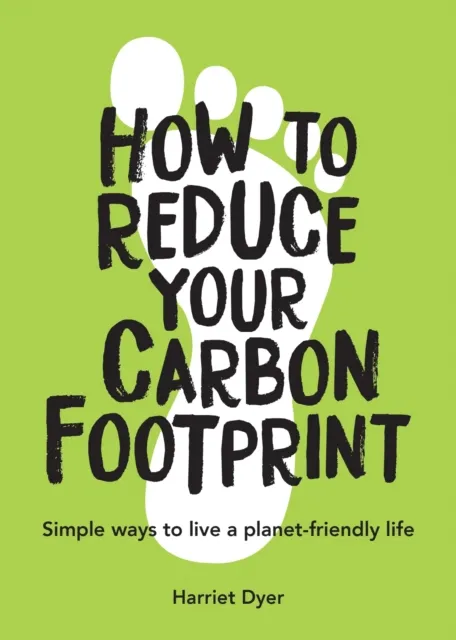 HOW TO
REDUCE
YOUR
CARBON
FOOTPRINT
Simple ways to live a planet-friendly life
Harriet Dyer